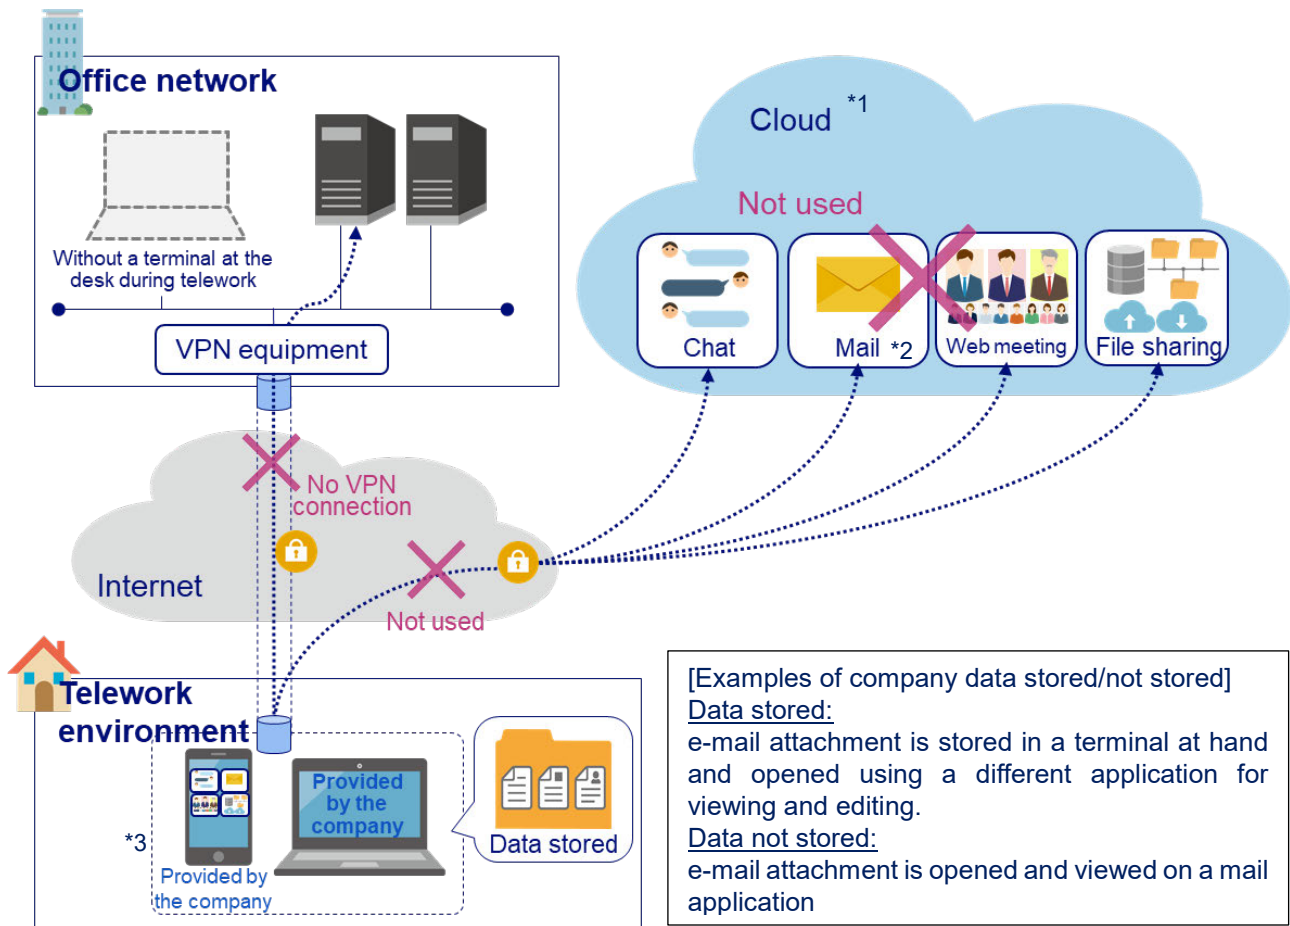 Office network
Without a terminal at the
desk during telework
VPN equipment
Cloud *1
Not used
Chat
Mail *2
Web meeting
File sharing
No VPN
connection
Internet
Not used
Telework
environment
*3
Provided by
the company
Provided
by the
company
Data stored
[Examples of company data stored/not stored]
Data stored:
e-mail attachment is stored in a terminal at hand
and opened using a different application for
viewing and editing.
Data not stored:
e-mail attachment is opened and viewed on a mail
application